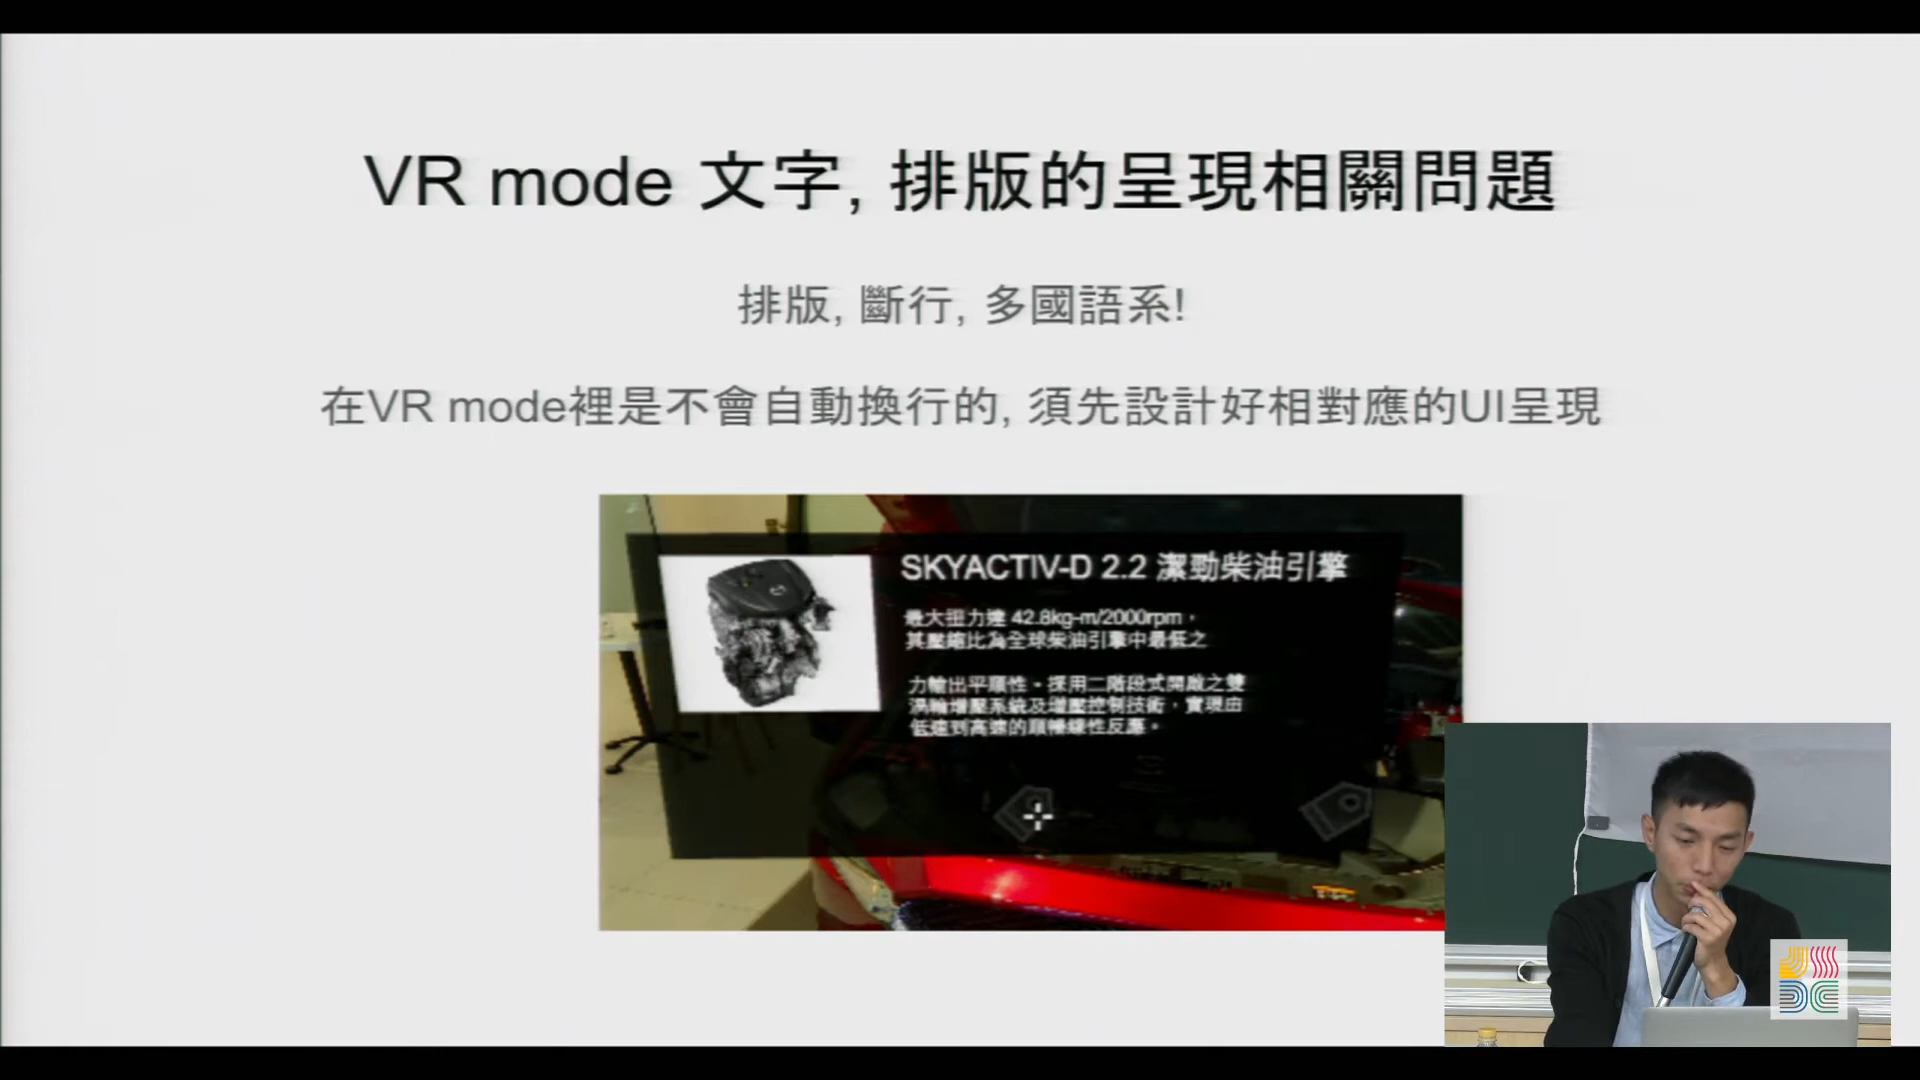 VR mode 文字, 排版的呈現相關問題
排版, 斷行, 多國語系!
在VR mode裡是不會自動換行的, 須先設計好相對應的UI呈現
SKYACTIV-D 2.2 潔勁柴油引擎
最大扭力達 42.8kg-m/2000rpm，
其壓縮比為全球柴油引擎中最低之
力輸出平順性。採用二階段式開啟之雙
渦輪增壓系統及增壓控制技術，實現由
低速到高速的順暢線性反應。
JSDC